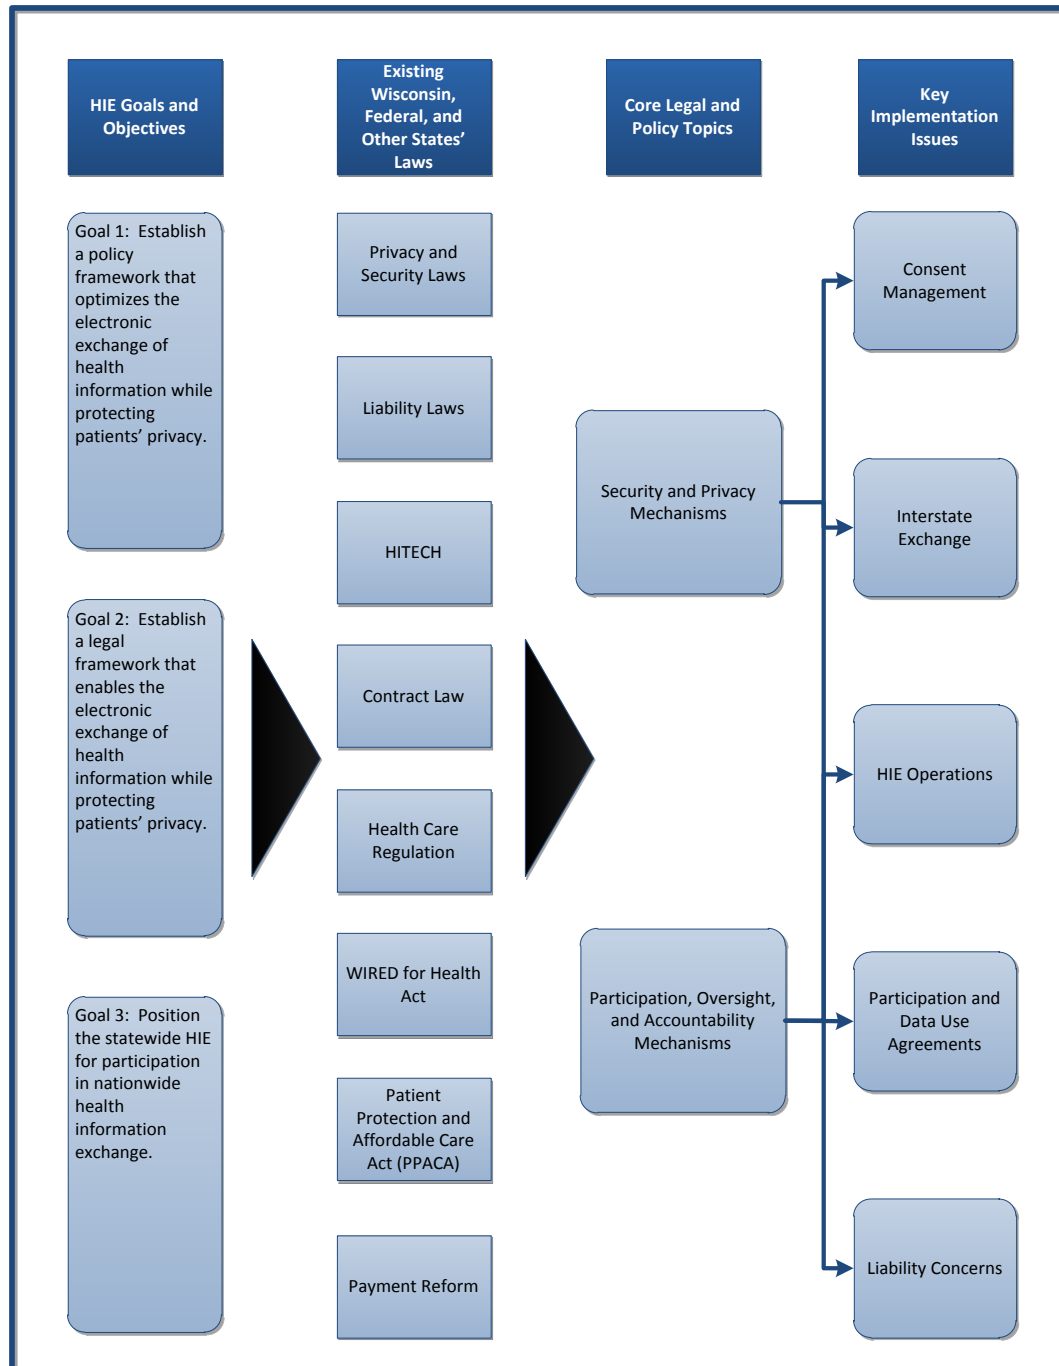 HIE Goals and
Objectives
Existing
Wisconsin,
Federal, and
Other States’
Laws
Core Legal and
Policy Topics
Key
Implementation
Issues
Goal 1:  Establish
a policy
framework that
optimizes the
electronic
exchange of
health
information while
protecting
patients’ privacy.
Goal 2:  Establish
a legal
framework that
enables the
electronic
exchange of
health
information while
protecting
patients’ privacy.
Goal 3:  Position
the statewide HIE
for participation
in nationwide
health
information
exchange.
Privacy and
Security Laws
Liability Laws
HITECH
Contract Law
Health Care
Regulation
WIRED for Health
Act
Patient
Protection and
Affordable Care
Act (PPACA)
Payment Reform
Security and Privacy
Mechanisms
Participation, Oversight,
and Accountability
Mechanisms
Consent
Management
Interstate
Exchange
HIE Operations
Participation and
Data Use
Agreements
Liability Concerns